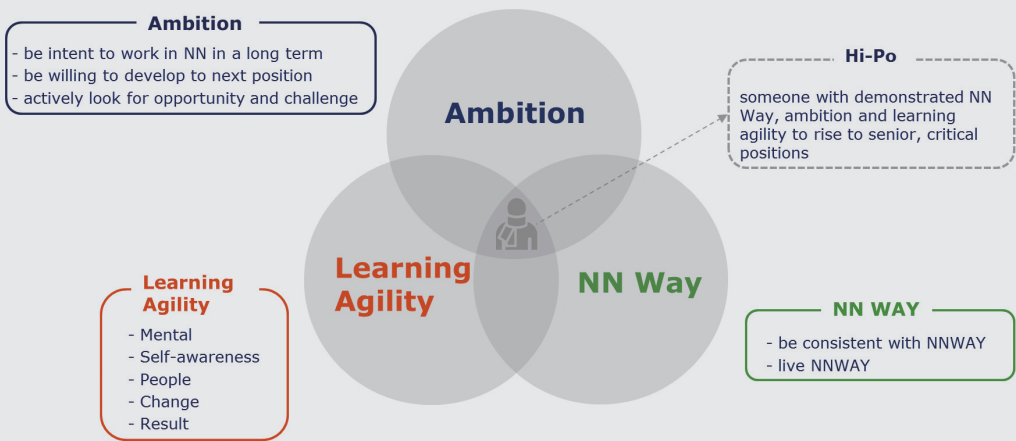 Ambition
- be intent to work in NN in a long term
- be willing to develop to next position
- actively look for opportunity and challenge
Ambition
Hi-Po
someone with demonstrated NN
Way, ambition and learning
agility to rise to senior, critical
positions
Learning
Agility
NN Way
Learning
Agility
- Mental
- Self-awareness
- People
- Change
- Result
NN WAY
- be consistent with NNWAY
- live NNWAY